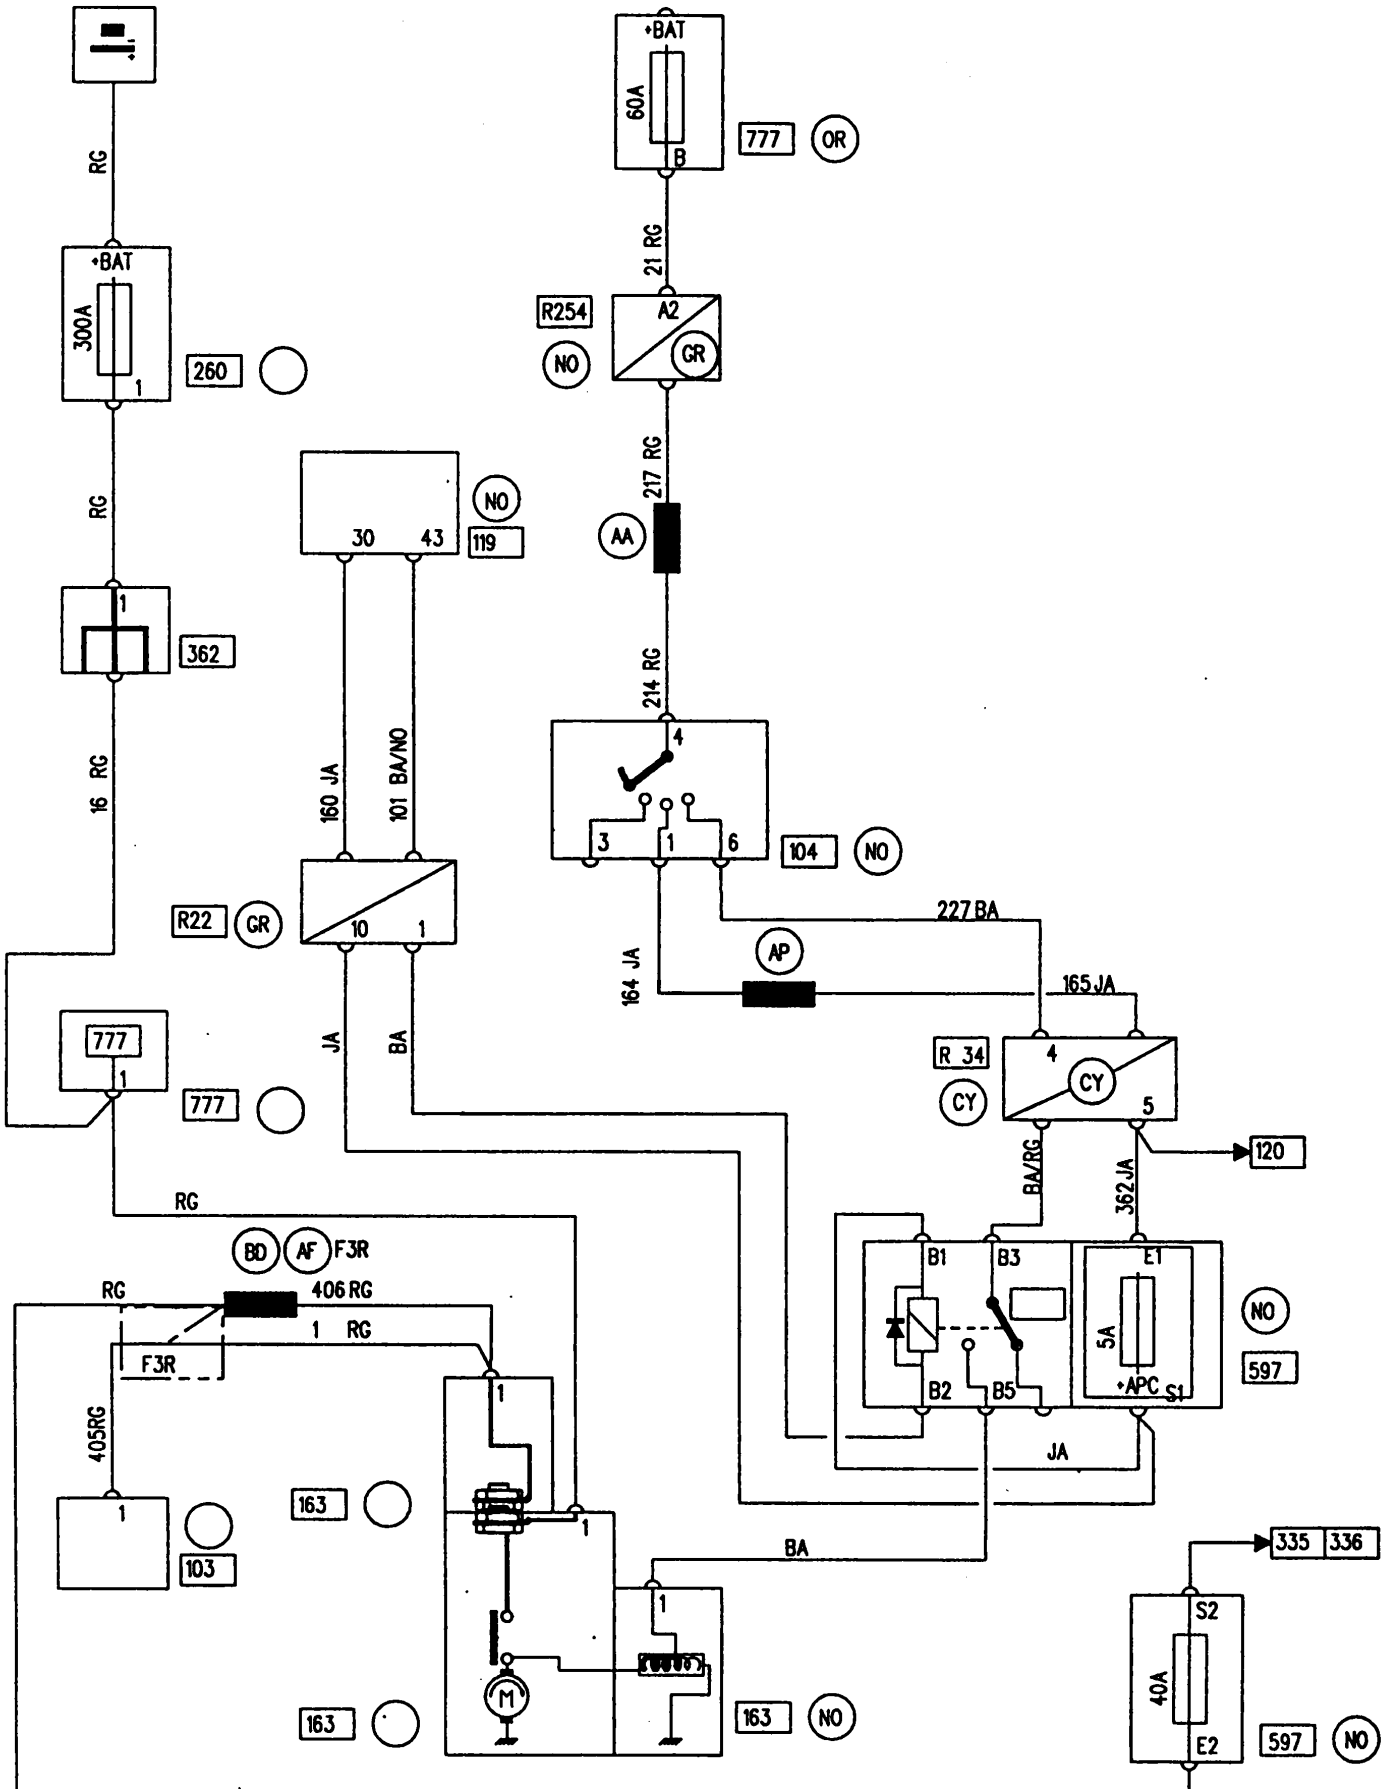 - +
RG
+BAT
300A
1
260
RG
1
362
16 RG
777
1
777
RG
+BAT
60A
B
777 OR
21 RG
R254
A2
NO
GR
217 RG
AA
214 RG
4
3 1 6
104 NO
NO
30 43
119
160 JA
101 BA/NO
R22 GR
10 1
JA
BA
227 BA
164 JA
AP
165 JA
R 34
4
CY
CY
5
120
BA/RG
362 JA
B1 B3 E1
5A
+APC
B2 B5 S1
NO
597
JA
BA
BD AF F3R
RG
406 RG
1 RG
F3R
405RG
1
103
1
163
1
M
163
1
163 NO
335 336
S2
40A
E2
597 NO